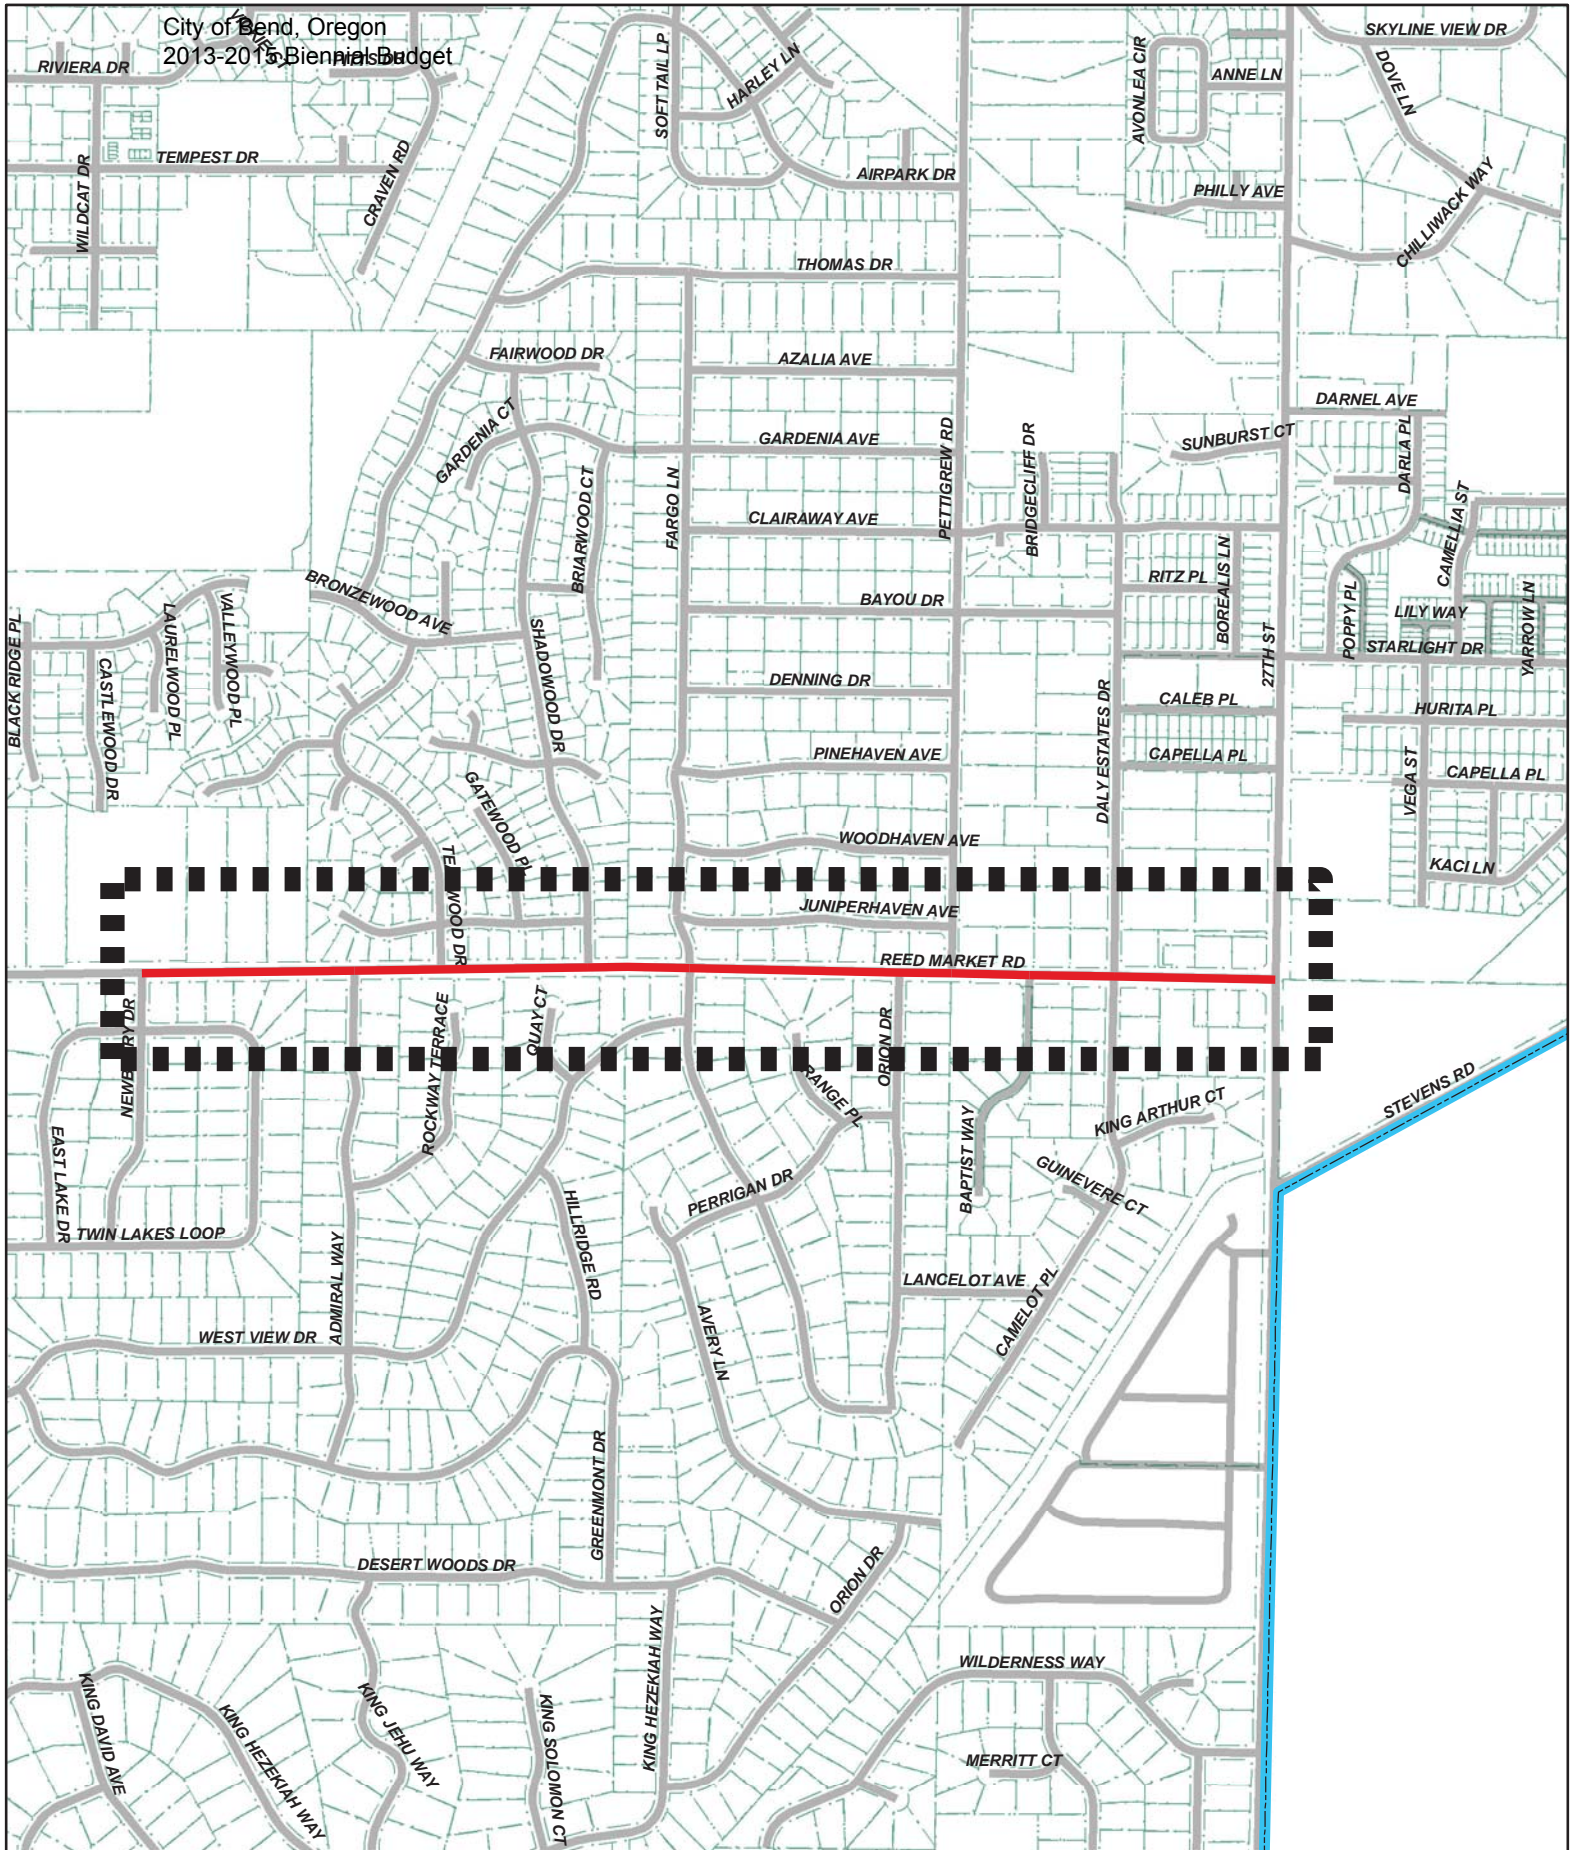 City of Bend, Oregon
2013-2015 Biennial Budget
SKYLINE VIEW DR
RIVIERA DR
SOFT TAIL LP
HARLEY LN
AVONLEA CIR
ANNE LN
DOVE LN
TEMPEST DR
WILDCAT DR
CRAVEN RD
AIRPARK DR
PHILLY AVE
CHILLIWACK WAY
THOMAS DR
FAIRWOOD DR
AZALIA AVE
DARNEL AVE
GARDENIA CT
GARDENIA AVE
PETTIGREW RD
BRIDGECLIFF DR
SUNBURST CT
DARLA PL
BRIARWOOD CT
FARGO LN
CLAIRAWAY AVE
CAMELLIA ST
BRONZEWOOD AVE
BAYOU DR
RITZ PL
BOREALIS LN
POPPY PL
LILY WAY
YARROW LN
BLACK RIDGE PL
CASTLEWOOD DR
LAURELWOOD PL
VALLEYWOOD PL
SHADOWOOD DR
27TH ST
STARLIGHT DR
DENNING DR
DALY ESTATES DR
CALEB PL
HURITA PL
PINEHAVEN AVE
CAPELLA PL
VEGA ST
CAPELLA PL
GATEWOOD PL
WOODHAVEN AVE
KACI LN
TEAKWOOD DR
JUNIPERHAVEN AVE
REED MARKET RD
NEWBERRY DR
ROCKWAY TERRACE
QUAY CT
ORION DR
RANGE PL
STEVENS RD
EAST LAKE DR
BAPTIST WAY
KING ARTHUR CT
GUINEVERE CT
TWIN LAKES LOOP
PERRIGAN DR
HILLRIDGE RD
ADMIRAL WAY
LANCELOT AVE
CAMELOT PL
WEST VIEW DR
AVERY LN
GREENMONT DR
DESERT WOODS DR
ORION DR
KING HEZEKIAH WAY
WILDERNESS WAY
KING DAVID AVE
KING HEZEKIAH WAY
KING JEHU WAY
KING SOLOMON CT
MERRITT CT